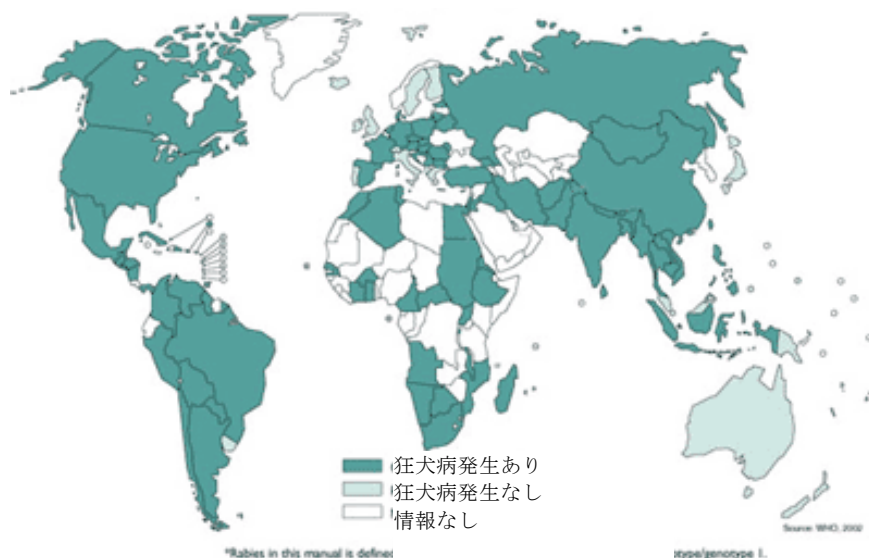 狂犬病発生あり
狂犬病発生なし
情報なし
Source: WHO, 2002
*Rabies in this manual is defined
otype/genotype 1.